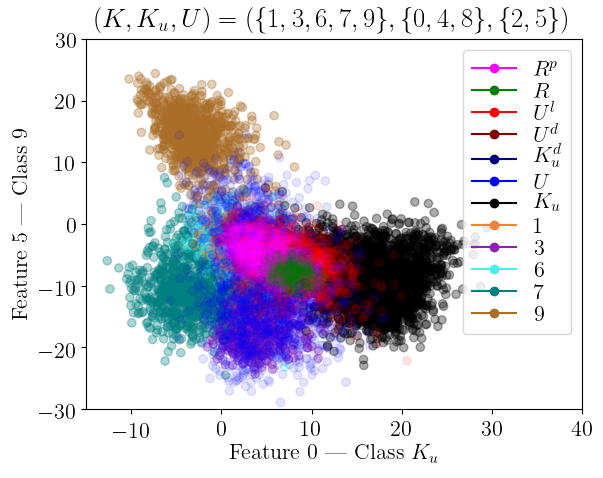 (K, K_u, U) = ({1, 3, 6, 7, 9}, {0, 4, 8}, {2, 5})
30
20
10
0
−10
−20
−30
Feature 5 — Class 9
R^p
R
U^l
U^d
K_u^d
U
K_u
1
3
6
7
9
−10
0
10
20
30
40
Feature 0 — Class K_u